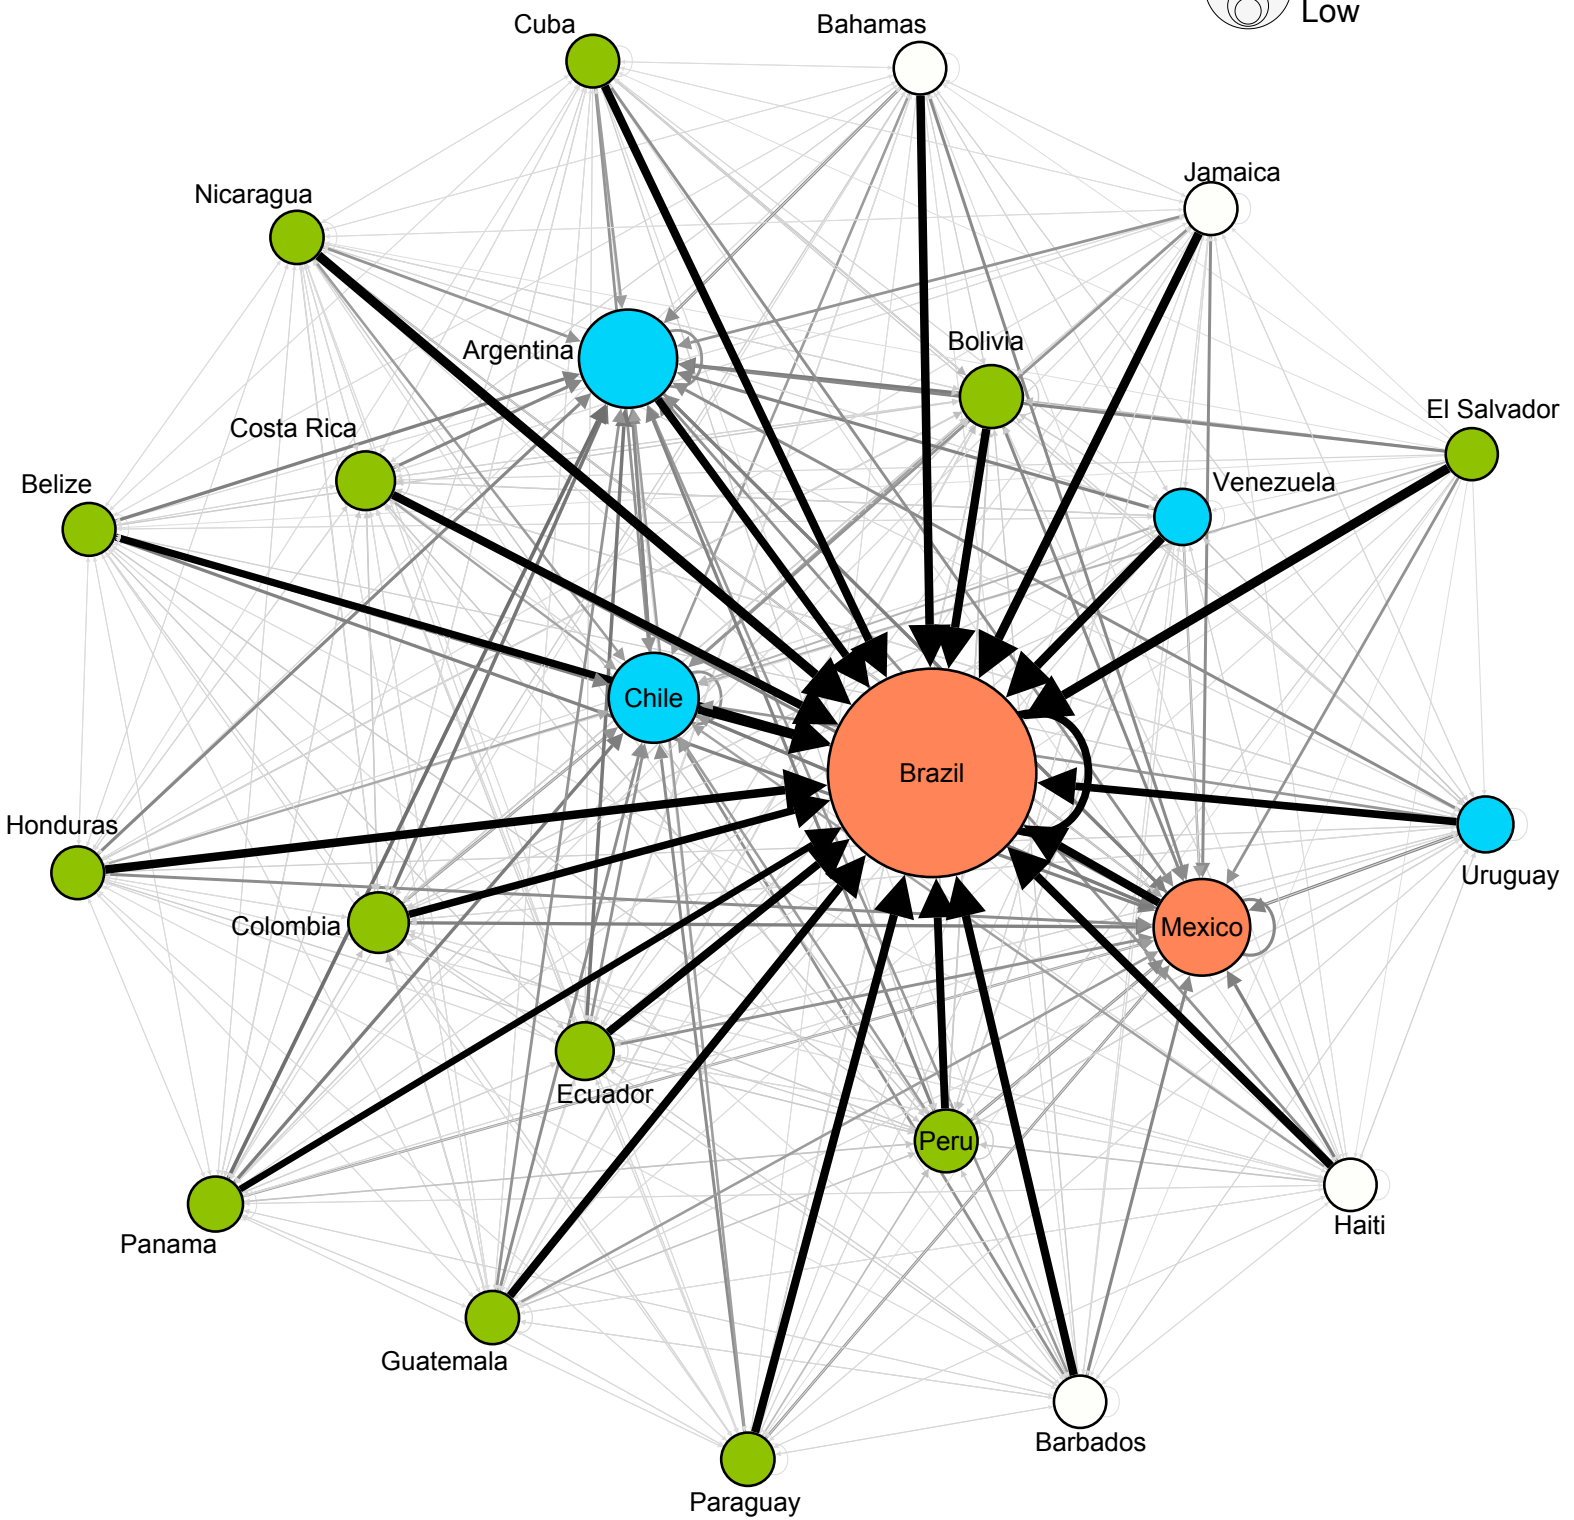 Low
Cuba
Bahamas
Jamaica
Nicaragua
Argentina
Bolivia
El Salvador
Costa Rica
Venezuela
Belize
Chile
Brazil
Honduras
Uruguay
Colombia
Mexico
Ecuador
Peru
Haiti
Panama
Guatemala
Barbados
Paraguay